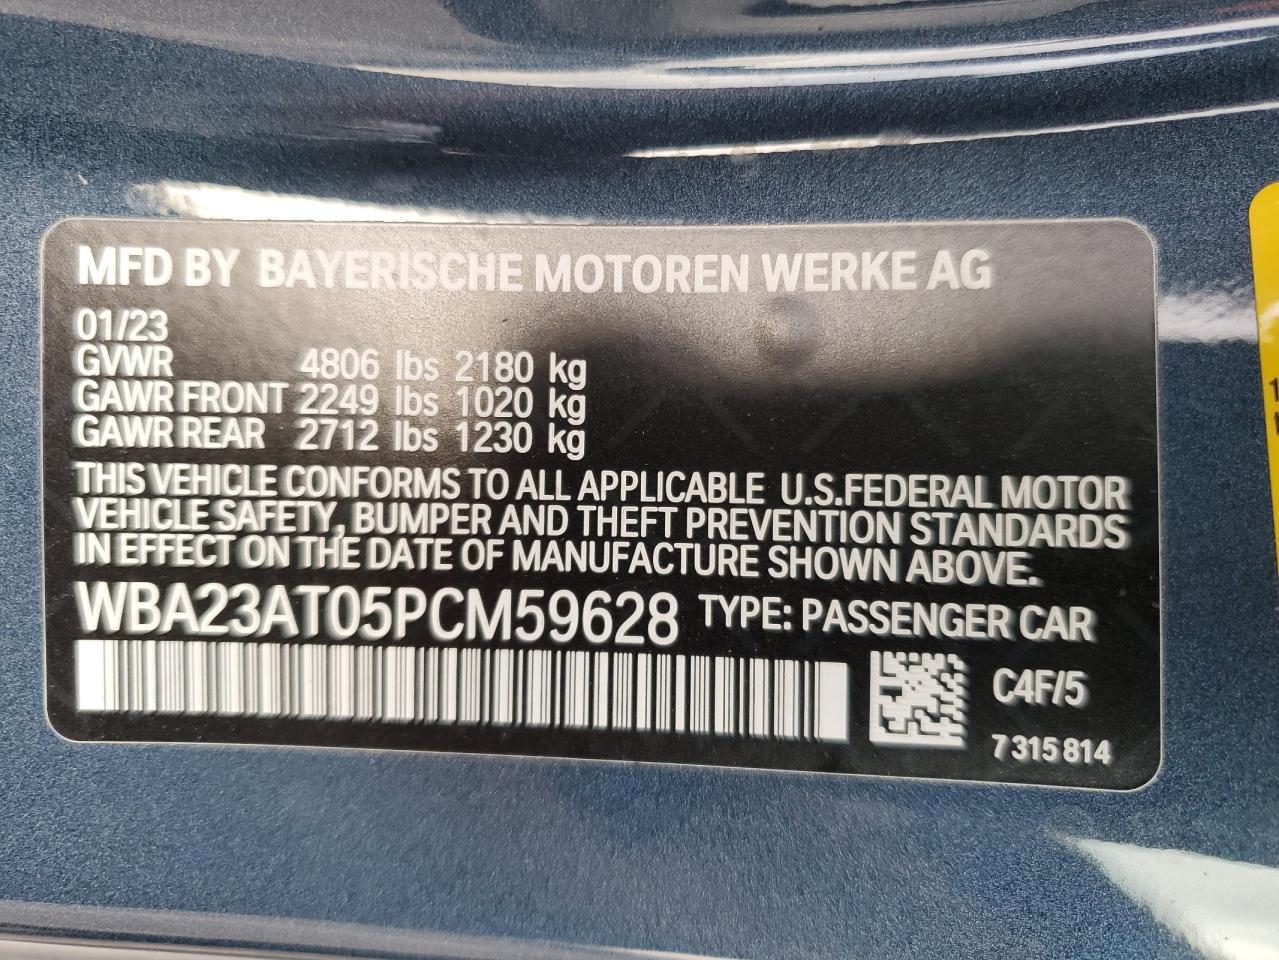 MFD BY BAYERISCHE MOTOREN WERKE AG
01/23
GVWR 4806 lbs 2180 kg
GAWR FRONT 2249 lbs 1020 kg
GAWR REAR 2712 lbs 1230 kg
THIS VEHICLE CONFORMS TO ALL APPLICABLE U.S.FEDERAL MOTOR
VEHICLE SAFETY, BUMPER AND THEFT PREVENTION STANDARDS
IN EFFECT ON THE DATE OF MANUFACTURE SHOWN ABOVE.
WBA23AT05PCM59628 TYPE: PASSENGER CAR
C4F/5
7 315 814